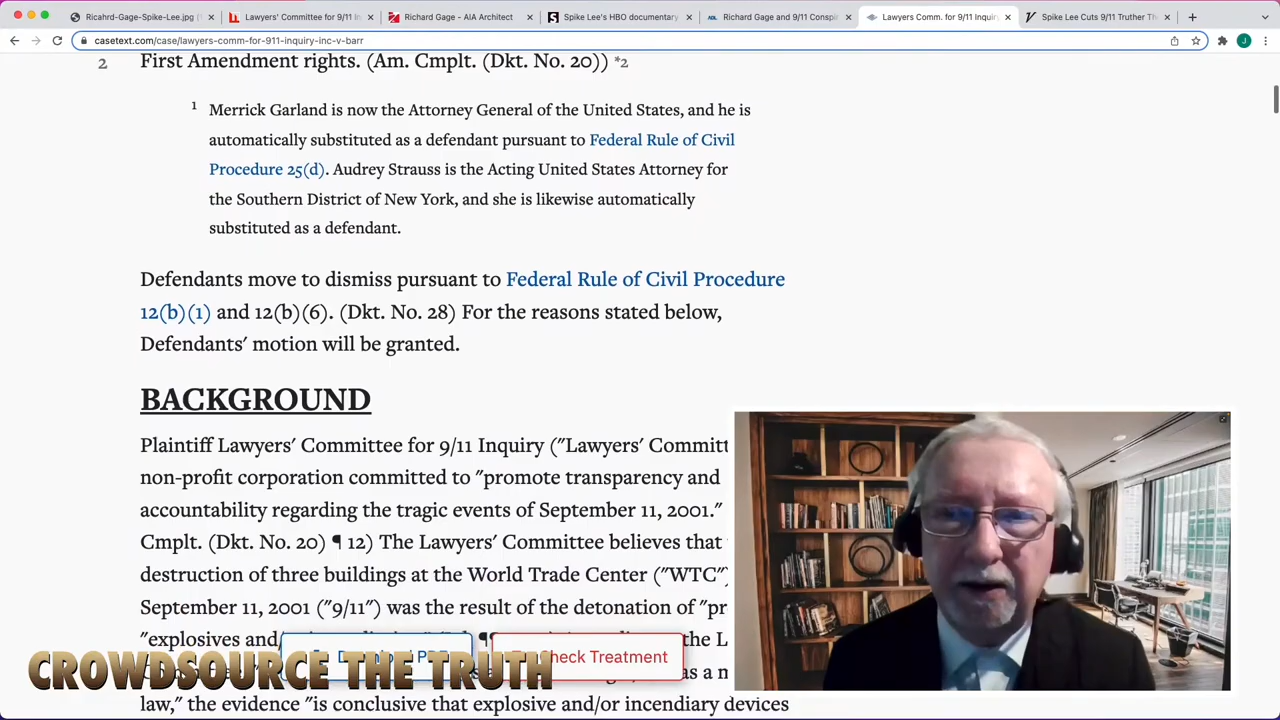 Ricahrd-Gage-Spike-Lee.jpg
Lawyers' Committee for 9/11 In
Richard Gage - AIA Architect
Spike Lee's HBO documentary
Richard Gage and 9/11 Conspi
Lawyers Comm. for 9/11 Inqui
Spike Lee Cuts 9/11 Truther Th
casetext.com/case/lawyers-comm-for-911-inquiry-inc-v-barr
2 First Amendment rights. (Am. Cmplt. (Dkt. No. 20)) *2
1 Merrick Garland is now the Attorney General of the United States, and he is
automatically substituted as a defendant pursuant to Federal Rule of Civil
Procedure 25(d). Audrey Strauss is the Acting United States Attorney for
the Southern District of New York, and she is likewise automatically
substituted as a defendant.
Defendants move to dismiss pursuant to Federal Rule of Civil Procedure
12(b)(1) and 12(b)(6). (Dkt. No. 28) For the reasons stated below,
Defendants' motion will be granted.
BACKGROUND
Plaintiff Lawyers' Committee for 9/11 Inquiry ("Lawyers' Committ
non-profit corporation committed to "promote transparency and
accountability regarding the tragic events of September 11, 2001."
Cmplt. (Dkt. No. 20) ¶ 12) The Lawyers' Committee believes that
destruction of three buildings at the World Trade Center ("WTC")
September 11, 2001 ("9/11") was the result of the detonation of "pr
"explosives and/
the L
Check Treatment
as a m
law," the evidence "is conclusive that explosive and/or incendiary devices
CROWDSOURCE THE TRUTH